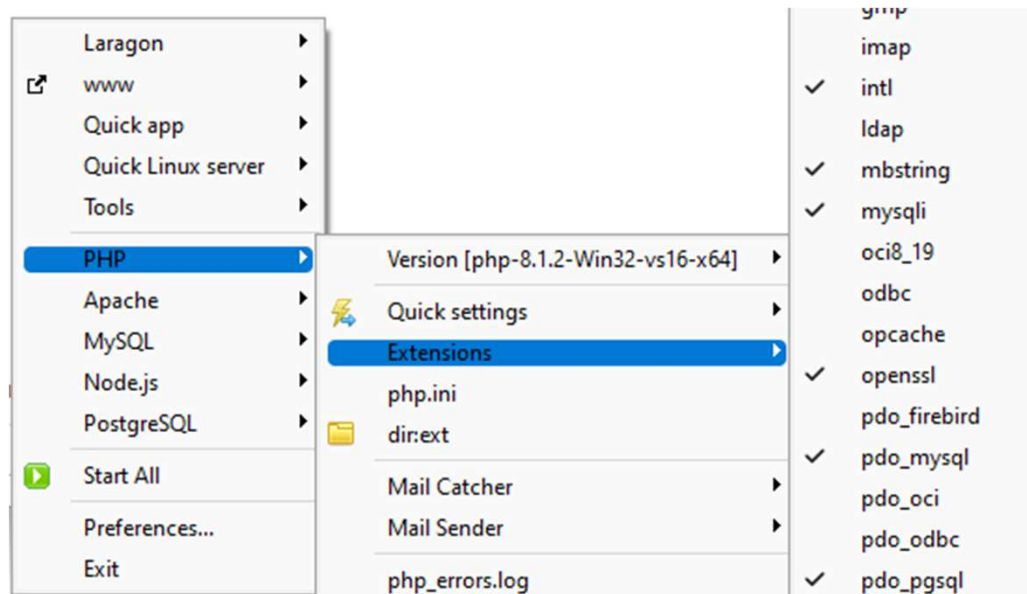 Laragon
www
Quick app
Quick Linux server
Tools
PHP
Apache
MySQL
Node.js
PostgreSQL
Start All
Preferences...
Exit
Version [php-8.1.2-Win32-vs16-x64]
Quick settings
Extensions
php.ini
dir:ext
Mail Catcher
Mail Sender
php_errors.log
gmp
imap
intl
ldap
mbstring
mysqli
oci8_19
odbc
opcache
openssl
pdo_firebird
pdo_mysql
pdo_oci
pdo_odbc
pdo_pgsql